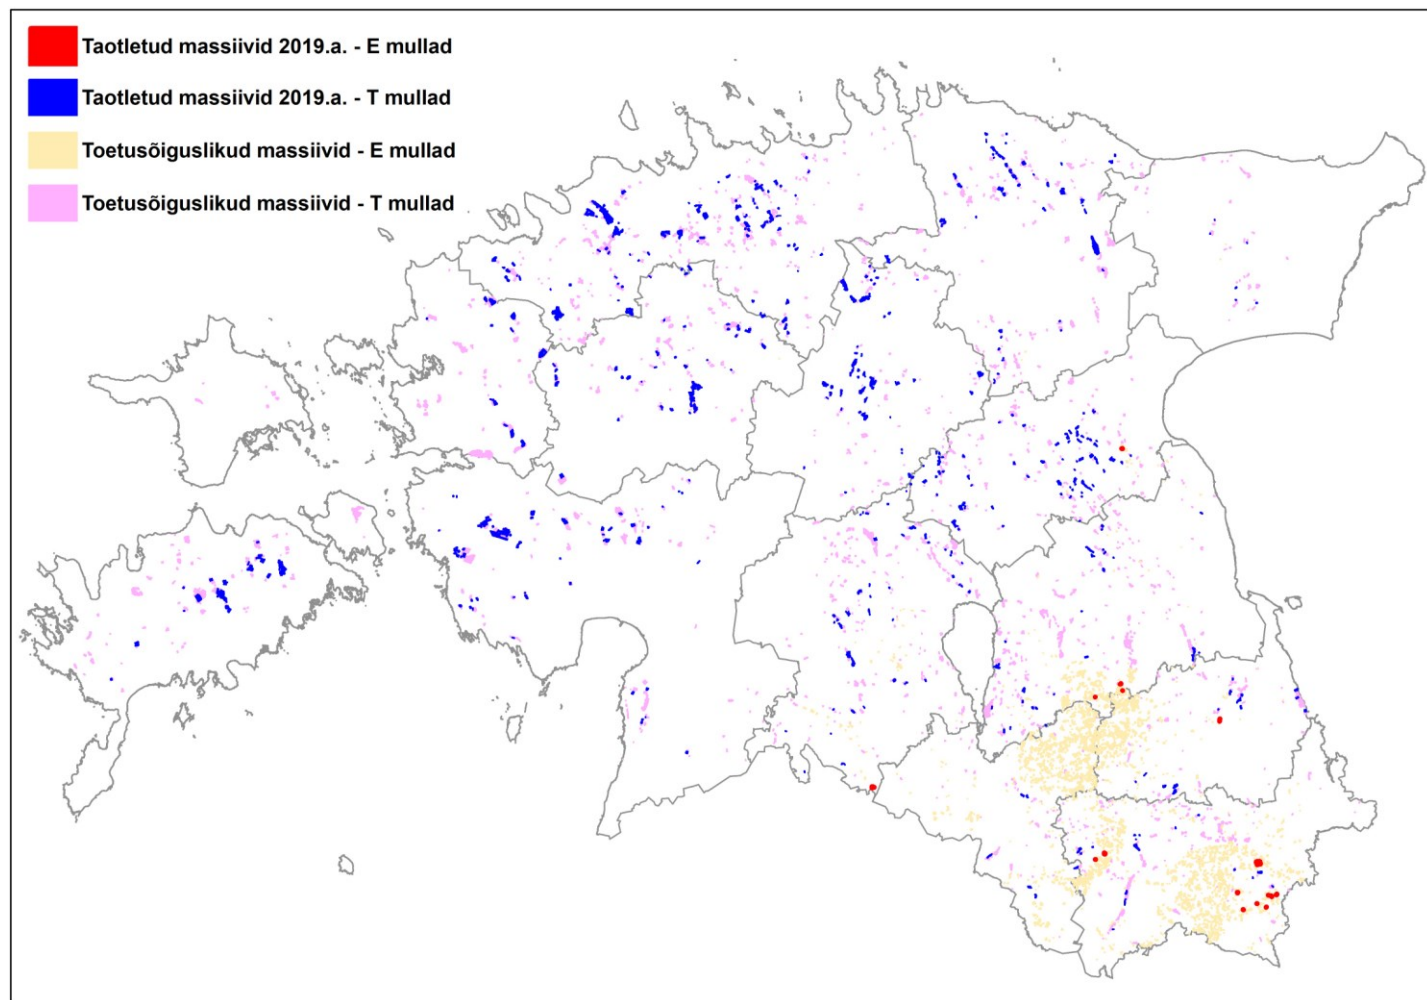 Taotletud massiivid 2019.a. - E mullad
Taotletud massiivid 2019.a. - T mullad
Toetusõiguslikud massiivid - E mullad
Toetusõiguslikud massiivid - T mullad